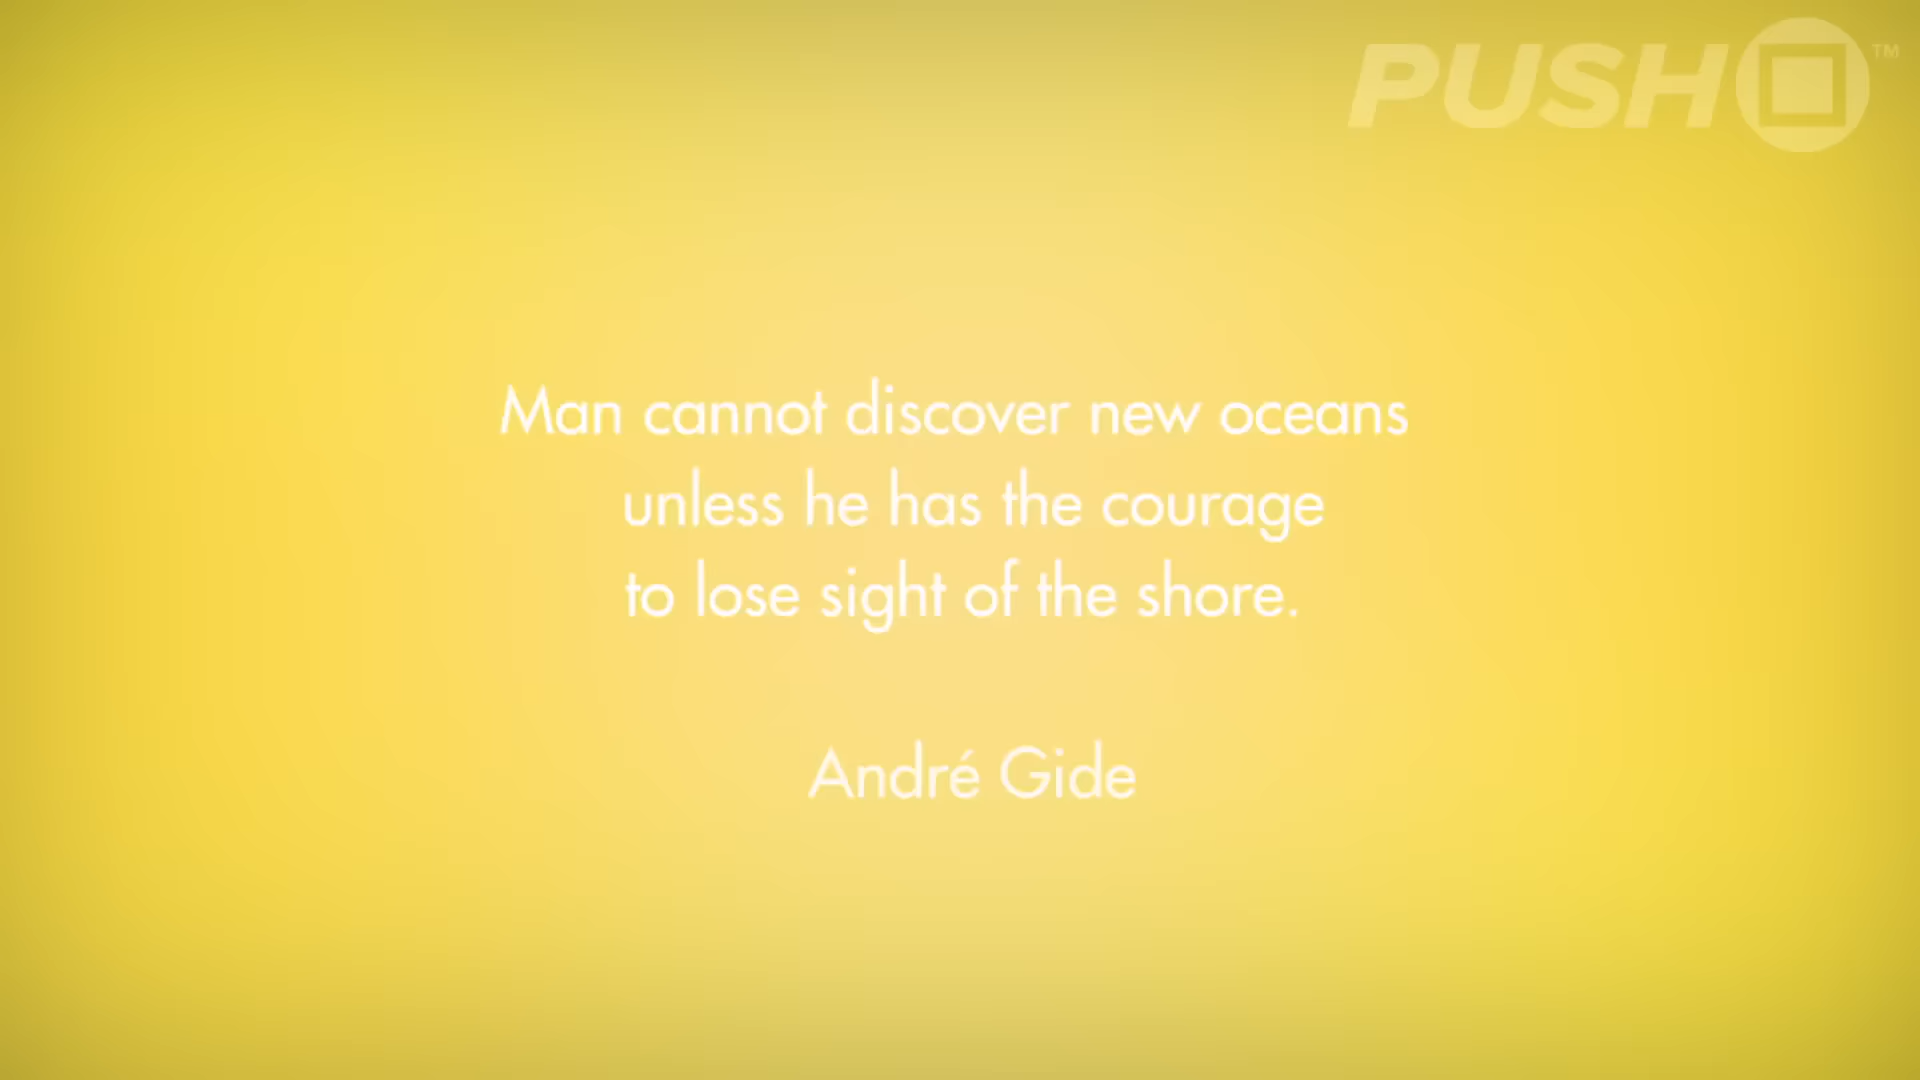 PUSH ™
Man cannot discover new oceans
unless he has the courage
to lose sight of the shore.
André Gide